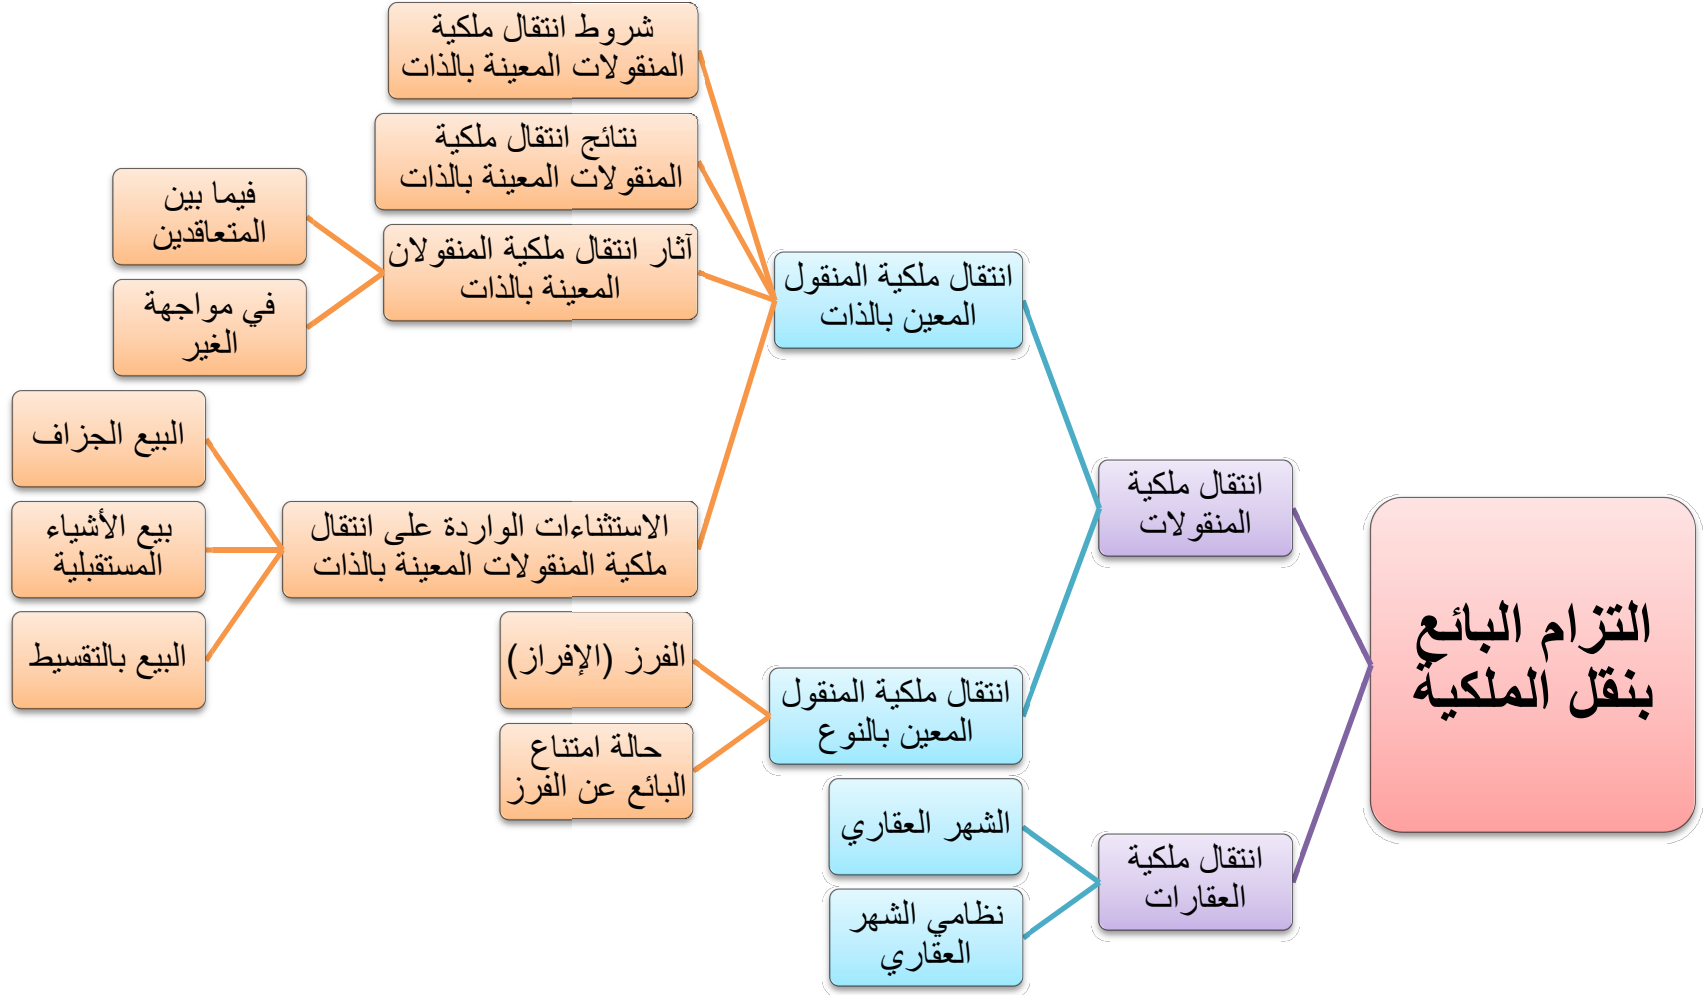 التزام البائع
بنقل الملكية
انتقال ملكية
المنقولات
انتقال ملكية المنقول
المعين بالذات
شروط انتقال ملكية
المنقولات المعينة بالذات
نتائج انتقال ملكية
المنقولات المعينة بالذات
آثار انتقال ملكية المنقولان
المعينة بالذات
فيما بين
المتعاقدين
في مواجهة
الغير
الاستثناءات الواردة على انتقال
ملكية المنقولات المعينة بالذات
البيع الجزاف
بيع الأشياء
المستقبلية
البيع بالتقسيط
انتقال ملكية المنقول
المعين بالنوع
الفرز (الإفراز)
حالة امتناع
البائع عن الفرز
انتقال ملكية
العقارات
الشهر العقاري
نظامي الشهر
العقاري